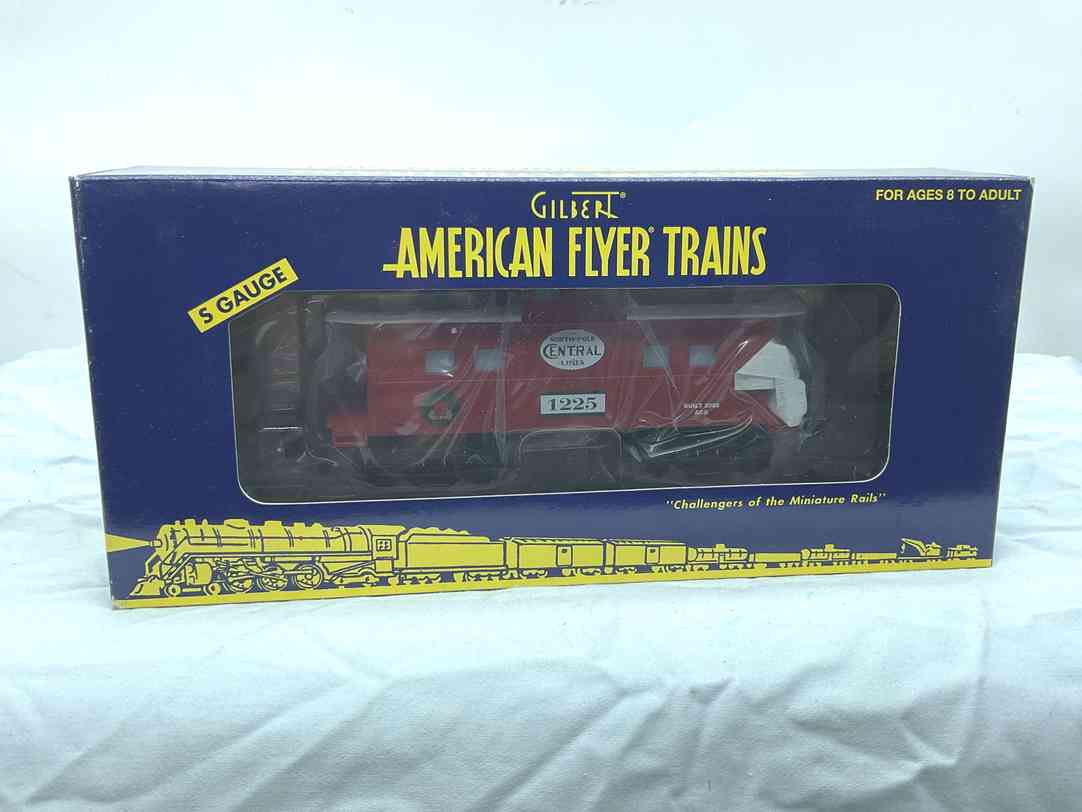 GILBERT®
AMERICAN FLYER® TRAINS
FOR AGES 8 TO ADULT
S GAUGE
NORTH POLE
CENTRAL
LINES
1225
BUILT
"Challengers of the Miniature Rails"